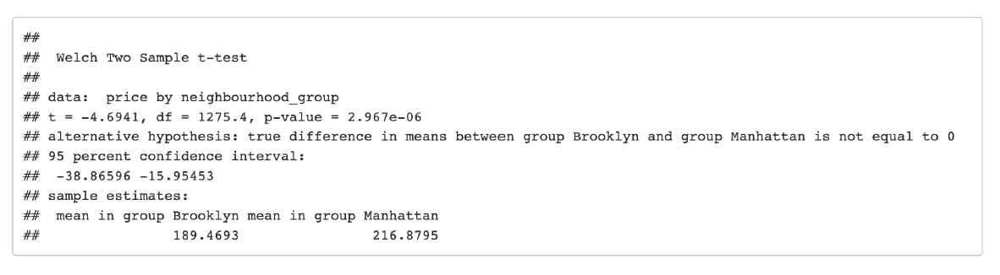 ##
##  Welch Two Sample t-test
##
## data:  price by neighbourhood_group
## t = -4.6941, df = 1275.4, p-value = 2.967e-06
## alternative hypothesis: true difference in means between group Brooklyn and group Manhattan is not equal to 0
## 95 percent confidence interval:
##  -38.86596 -15.95453
## sample estimates:
##  mean in group Brooklyn mean in group Manhattan
##                189.4693                216.8795